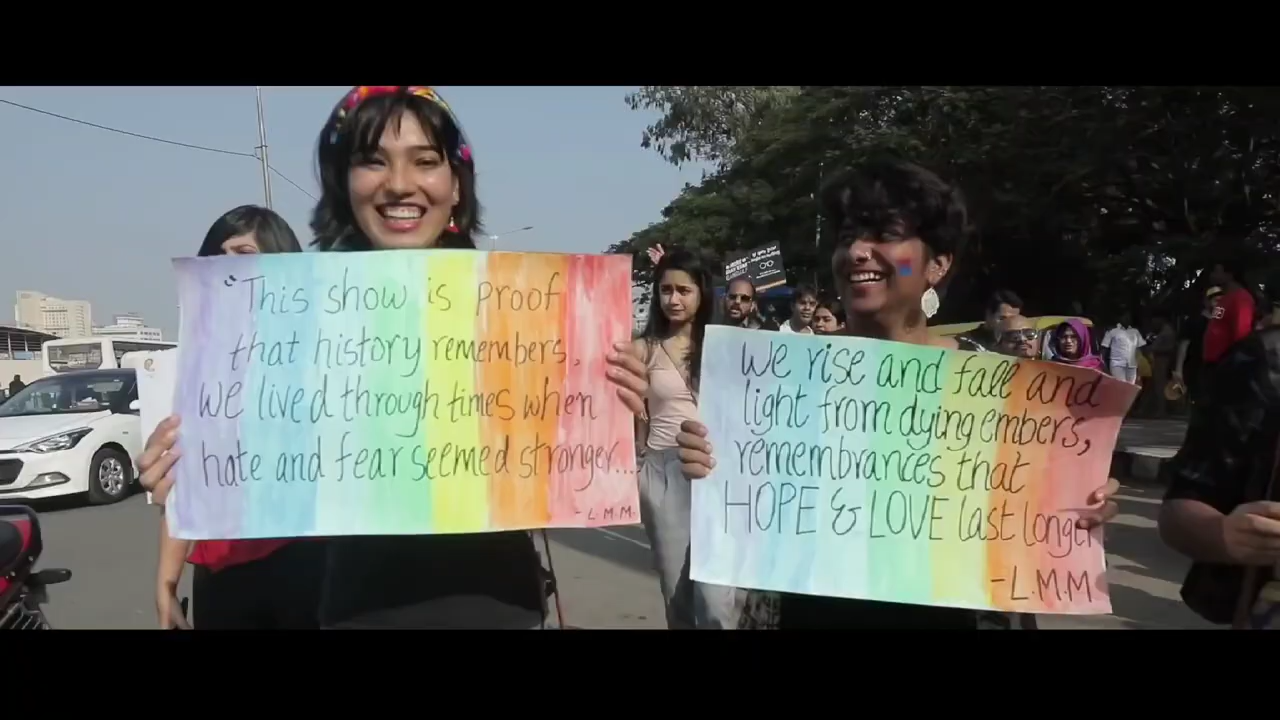 "This show is proof
that history remembers.
We lived through times when
hate and fear seemed stronger...
- L.M.M.
We rise and fall and
light from dying embers,
remembrances that
HOPE & LOVE last longer
-L.M.M